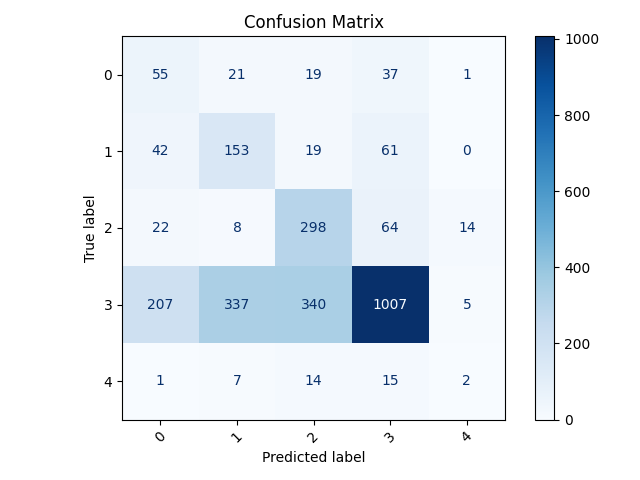 Confusion Matrix
0 55 21 19 37 1
1 42 153 19 61 0
2 22 8 298 64 14
3 207 337 340 1007 5
4 1 7 14 15 2
0 1 2 3 4
True label
Predicted label
1000
800
600
400
200
0